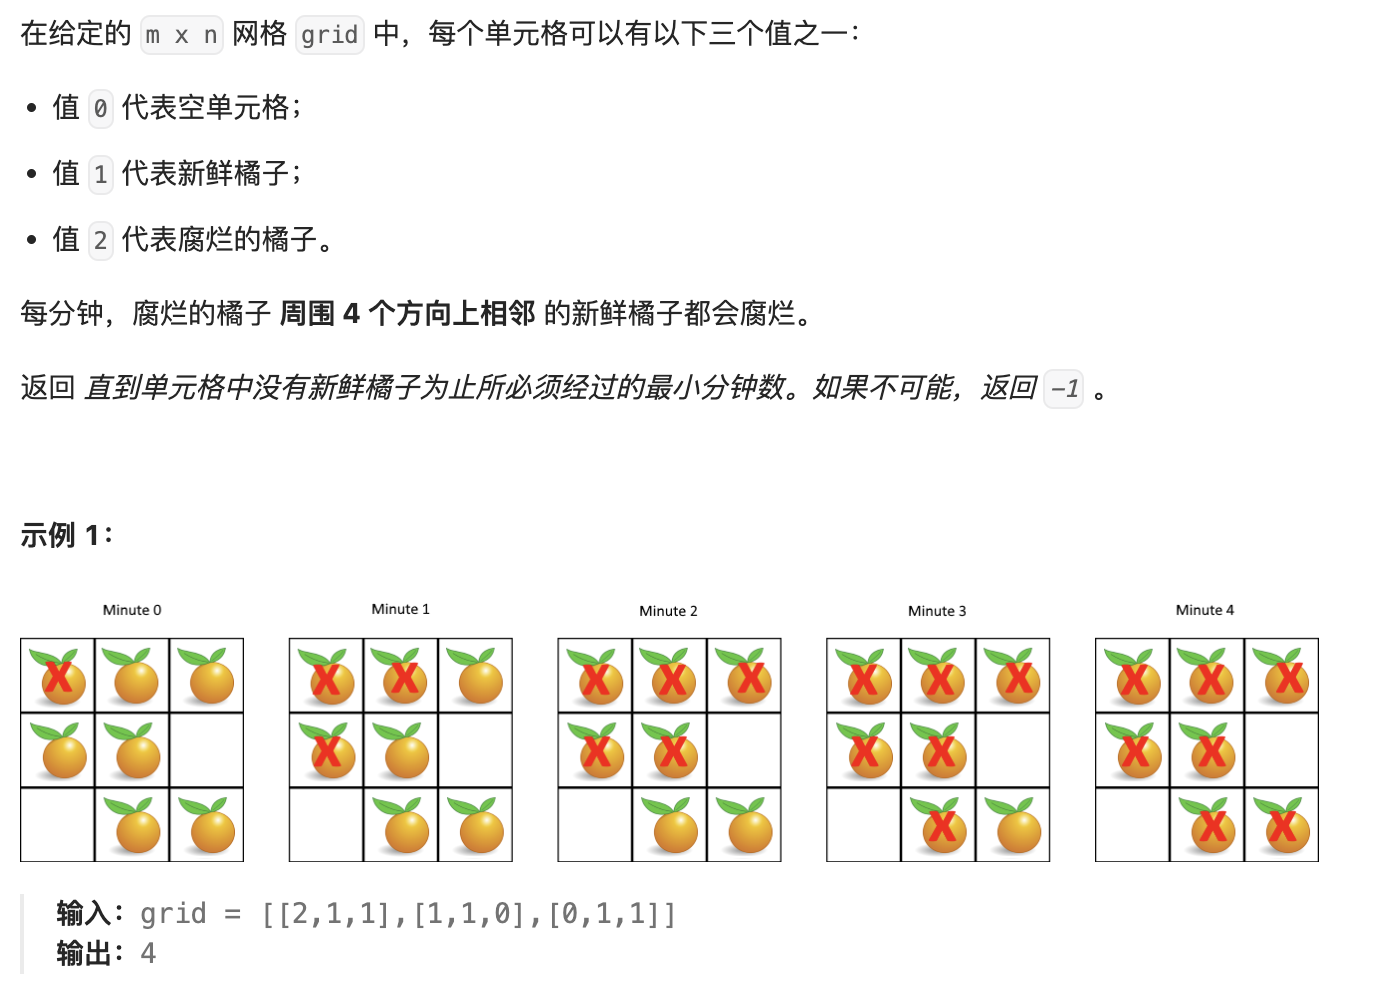 在给定的 m x n 网格 grid 中，每个单元格可以有以下三个值之一：
• 值 0 代表空单元格；
• 值 1 代表新鲜橘子；
• 值 2 代表腐烂的橘子。
每分钟，腐烂的橘子 周围 4 个方向上相邻 的新鲜橘子都会腐烂。
返回 直到单元格中没有新鲜橘子为止所必须经过的最小分钟数。如果不可能，返回 -1 。
示例 1：
Minute 0 Minute 1 Minute 2 Minute 3 Minute 4
输入：grid = [[2,1,1],[1,1,0],[0,1,1]]
输出：4